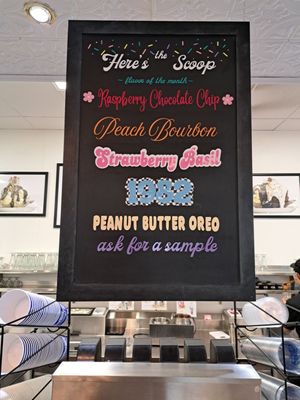 Here's the Scoop
~ flavor of the month ~
Raspberry Chocolate Chip
Peach Bourbon
Strawberry Basil
1982
PEANUT BUTTER OREO
ask for a sample